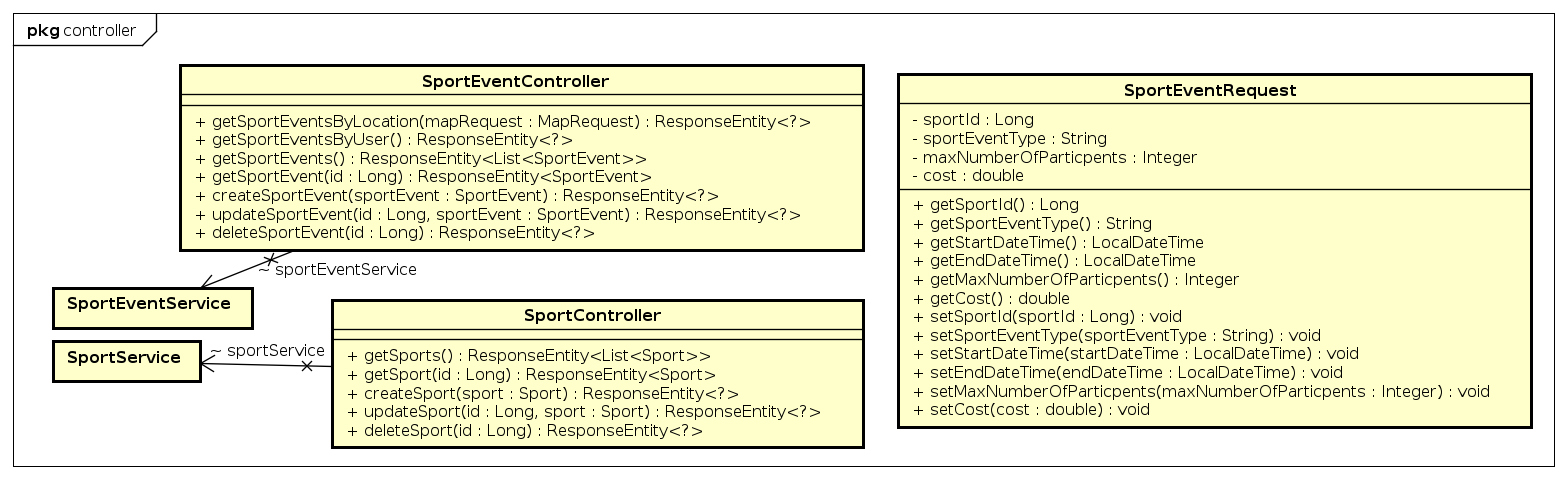 pkg controller
SportEventController
+ getSportEventsByLocation(mapRequest : MapRequest) : ResponseEntity<?>
+ getSportEventsByUser() : ResponseEntity<?>
+ getSportEvents() : ResponseEntity<List<SportEvent>>
+ getSportEvent(id : Long) : ResponseEntity<SportEvent>
+ createSportEvent(sportEvent : SportEvent) : ResponseEntity<?>
+ updateSportEvent(id : Long, sportEvent : SportEvent) : ResponseEntity<?>
+ deleteSportEvent(id : Long) : ResponseEntity<?>
~ sportEventService
SportEventService
SportService
~ sportService
SportController
+ getSports() : ResponseEntity<List<Sport>>
+ getSport(id : Long) : ResponseEntity<Sport>
+ createSport(sport : Sport) : ResponseEntity<?>
+ updateSport(id : Long, sport : Sport) : ResponseEntity<?>
+ deleteSport(id : Long) : ResponseEntity<?>
SportEventRequest
- sportId : Long
- sportEventType : String
- maxNumberOfParticpents : Integer
- cost : double
+ getSportId() : Long
+ getSportEventType() : String
+ getStartDateTime() : LocalDateTime
+ getEndDateTime() : LocalDateTime
+ getMaxNumberOfParticpents() : Integer
+ getCost() : double
+ setSportId(sportId : Long) : void
+ setSportEventType(sportEventType : String) : void
+ setStartDateTime(startDateTime : LocalDateTime) : void
+ setEndDateTime(endDateTime : LocalDateTime) : void
+ setMaxNumberOfParticpents(maxNumberOfParticpents : Integer) : void
+ setCost(cost : double) : void